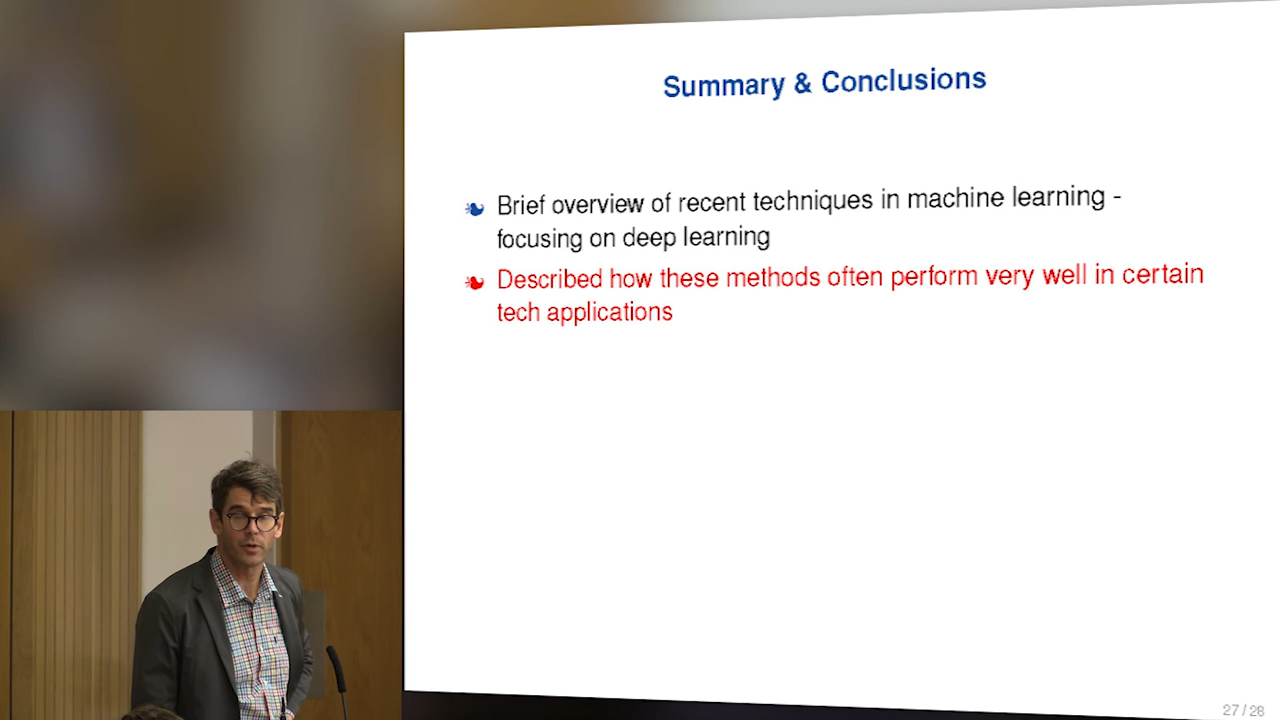 Summary & Conclusions
Brief overview of recent techniques in machine learning -
focusing on deep learning
Described how these methods often perform very well in certain
tech applications
27 / 28